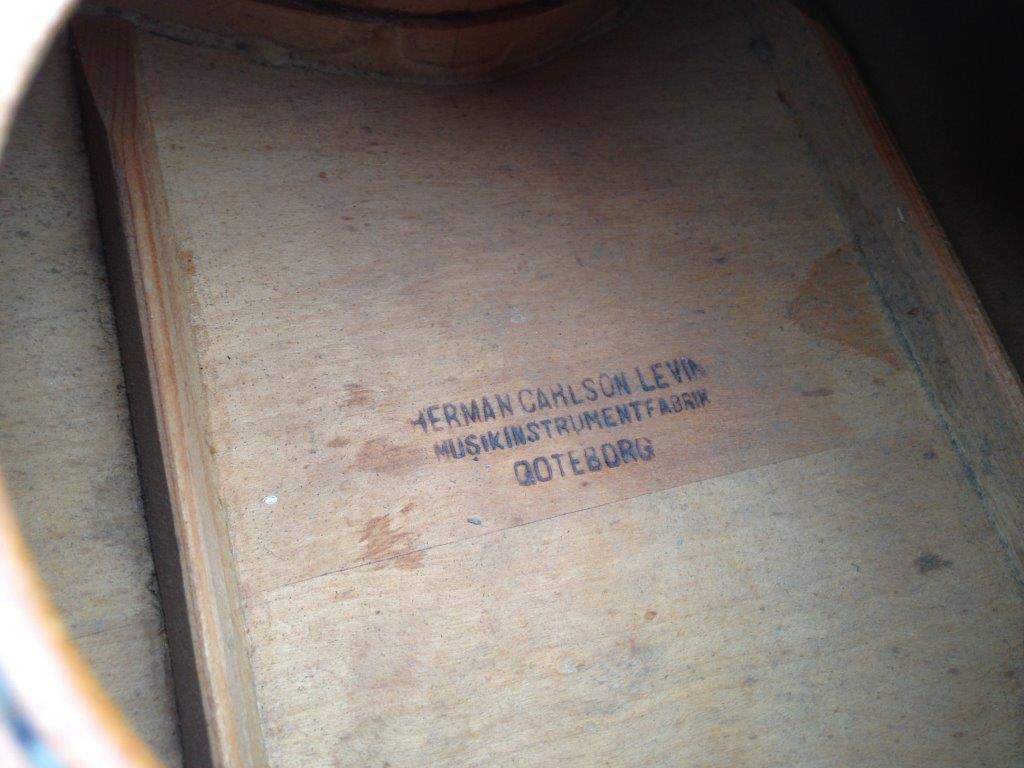 HERMAN CARLSON LEVIN
MUSIKINSTRUMENTFABRIK
GOTEBORG